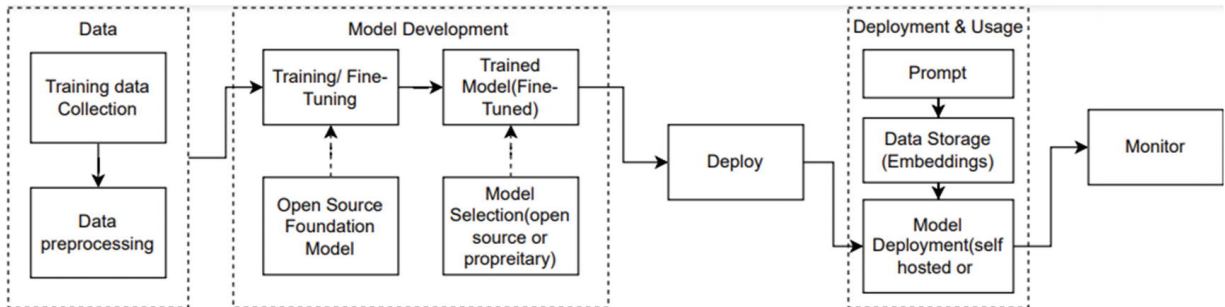 Data
Training data
Collection
Data
preprocessing
Model Development
Training/ Fine-
Tuning
Trained
Model(Fine-
Tuned)
Open Source
Foundation
Model
Model
Selection(open
source or
propreitary)
Deploy
Deployment & Usage
Prompt
Data Storage
(Embeddings)
Model
Deployment(self
hosted or
Monitor